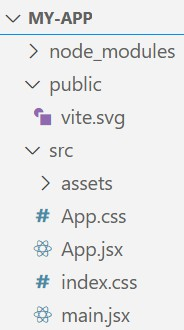 MY-APP
node_modules
public
vite.svg
src
assets
# App.css
App.jsx
# index.css
main.jsx